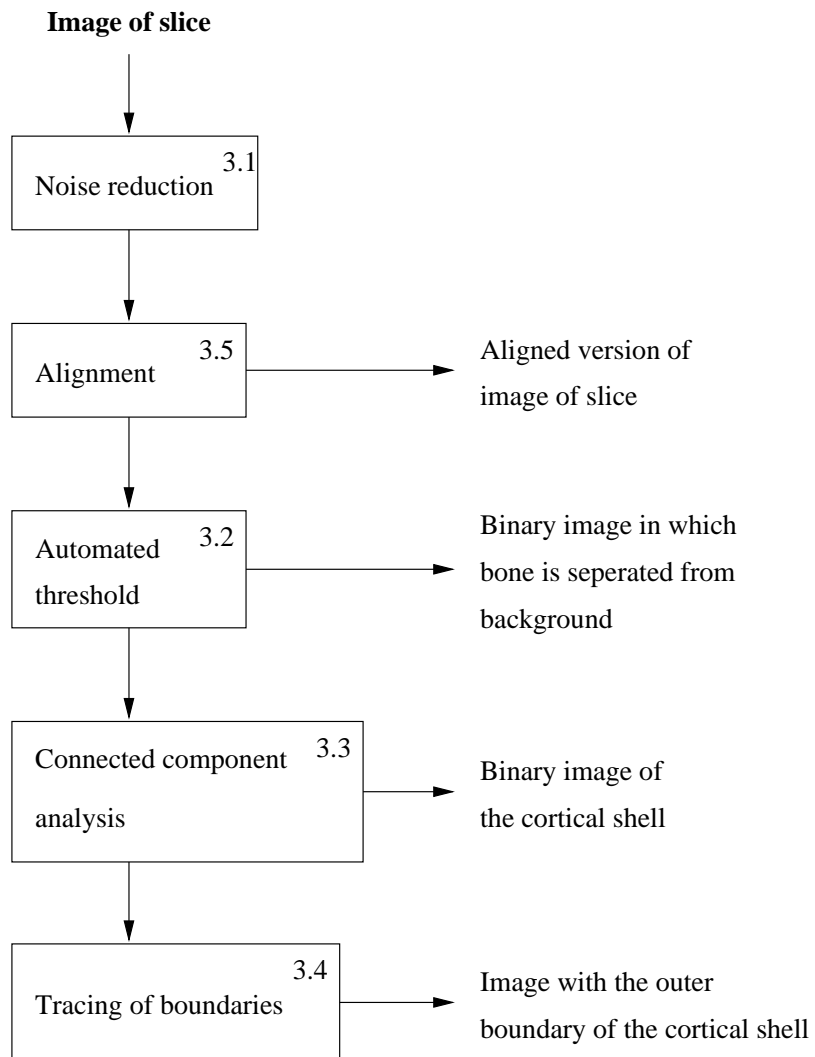 Image of slice
3.1
Noise reduction
3.5
Alignment
Aligned version of
image of slice
3.2
Automated
threshold
Binary image in which
bone is seperated from
background
3.3
Connected component
analysis
Binary image of
the cortical shell
3.4
Tracing of boundaries
Image with the outer
boundary of the cortical shell